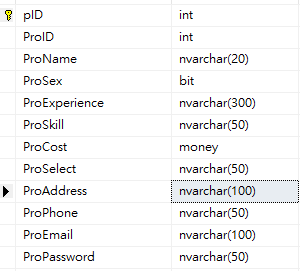 pID int
ProID int
ProName nvarchar(20)
ProSex bit
ProExperience nvarchar(300)
ProSkill nvarchar(50)
ProCost money
ProSelect nvarchar(50)
ProAddress nvarchar(100)
ProPhone nvarchar(50)
ProEmail nvarchar(100)
ProPassword nvarchar(50)